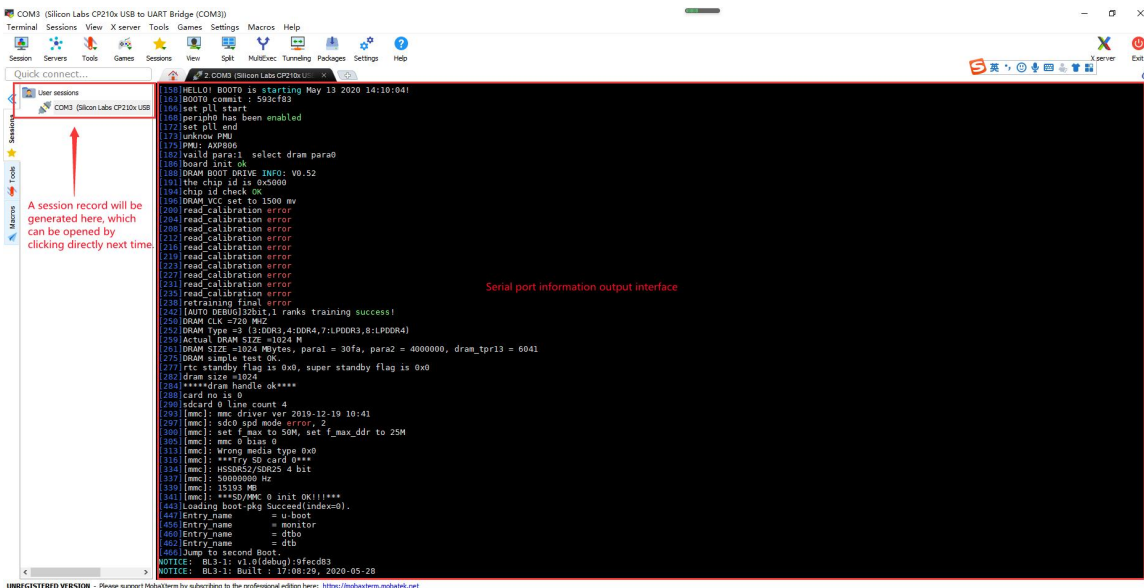 COM3 (Silicon Labs CP210x USB to UART Bridge (COM3))
Terminal Sessions View X server Tools Games Settings Macros Help
Session Servers Tools Games Sessions View Split MultiExec Tunneling Packages Settings Help X server Exit
Quick connect...
2. COM3 (Silicon Labs CP210x US
英
User sessions
COM3 (Silicon Labs CP210x USB
Sessions
Tools
Macros
A session record will be
generated here, which
can be opened by
clicking directly next time.
[158]HELLO! BOOT0 is starting May 13 2020 14:10:04!
[163]BOOT0 commit : 593cf83
[166]set pll start
[168]periph0 has been enabled
[172]set pll end
[173]unknow PMU
[175]PMU: AXP806
[182]vaild para:1 select dram para0
[186]board init ok
[188]DRAM BOOT DRIVE INFO: V0.52
[191]the chip id is 0x5000
[194]chip id check OK
[196]DRAM_VCC set to 1500 mv
[200]read_calibration error
[204]read_calibration error
[208]read_calibration error
[212]read_calibration error
[216]read_calibration error
[219]read_calibration error
[223]read_calibration error
[227]read_calibration error
[231]read_calibration error
[235]read_calibration error
[238]retraining final error
[242][AUTO DEBUG]32bit,1 ranks training success!
[250]DRAM CLK =720 MHZ
[252]DRAM Type =3 (3:DDR3,4:DDR4,7:LPDDR3,8:LPDDR4)
[259]Actual DRAM SIZE =1024 M
[261]DRAM SIZE =1024 MBytes, para1 = 30fa, para2 = 4000000, dram_tpr13 = 6041
[275]DRAM simple test OK.
[277]rtc standby flag is 0x0, super standby flag is 0x0
[282]dram size =1024
[284]*****dram handle ok****
[288]card no is 0
[290]sdcard 0 line count 4
[293][mmc]: mmc driver ver 2019-12-19 10:41
[297][mmc]: sdc0 spd mode error, 2
[300][mmc]: set f_max to 50M, set f_max_ddr to 25M
[305][mmc]: mmc 0 bias 0
[313][mmc]: Wrong media type 0x0
[316][mmc]: ***Try SD card 0***
[334][mmc]: HSSDR52/SDR25 4 bit
[337][mmc]: 50000000 Hz
[339][mmc]: 15193 MB
[341][mmc]: ***SD/MMC 0 init OK!!!***
[443]Loading boot-pkg Succeed(index=0).
[447]Entry_name = u-boot
[456]Entry_name = monitor
[460]Entry_name = dtbo
[462]Entry_name = dtb
[466]Jump to second Boot.
NOTICE: BL3-1: v1.0(debug):9fecd83
NOTICE: BL3-1: Built : 17:08:29, 2020-05-28
Serial port information output interface
UNREGISTERED VERSION - Please support MobaXterm by subscribing to the professional edition here: https://mobaxterm.mobatek.net